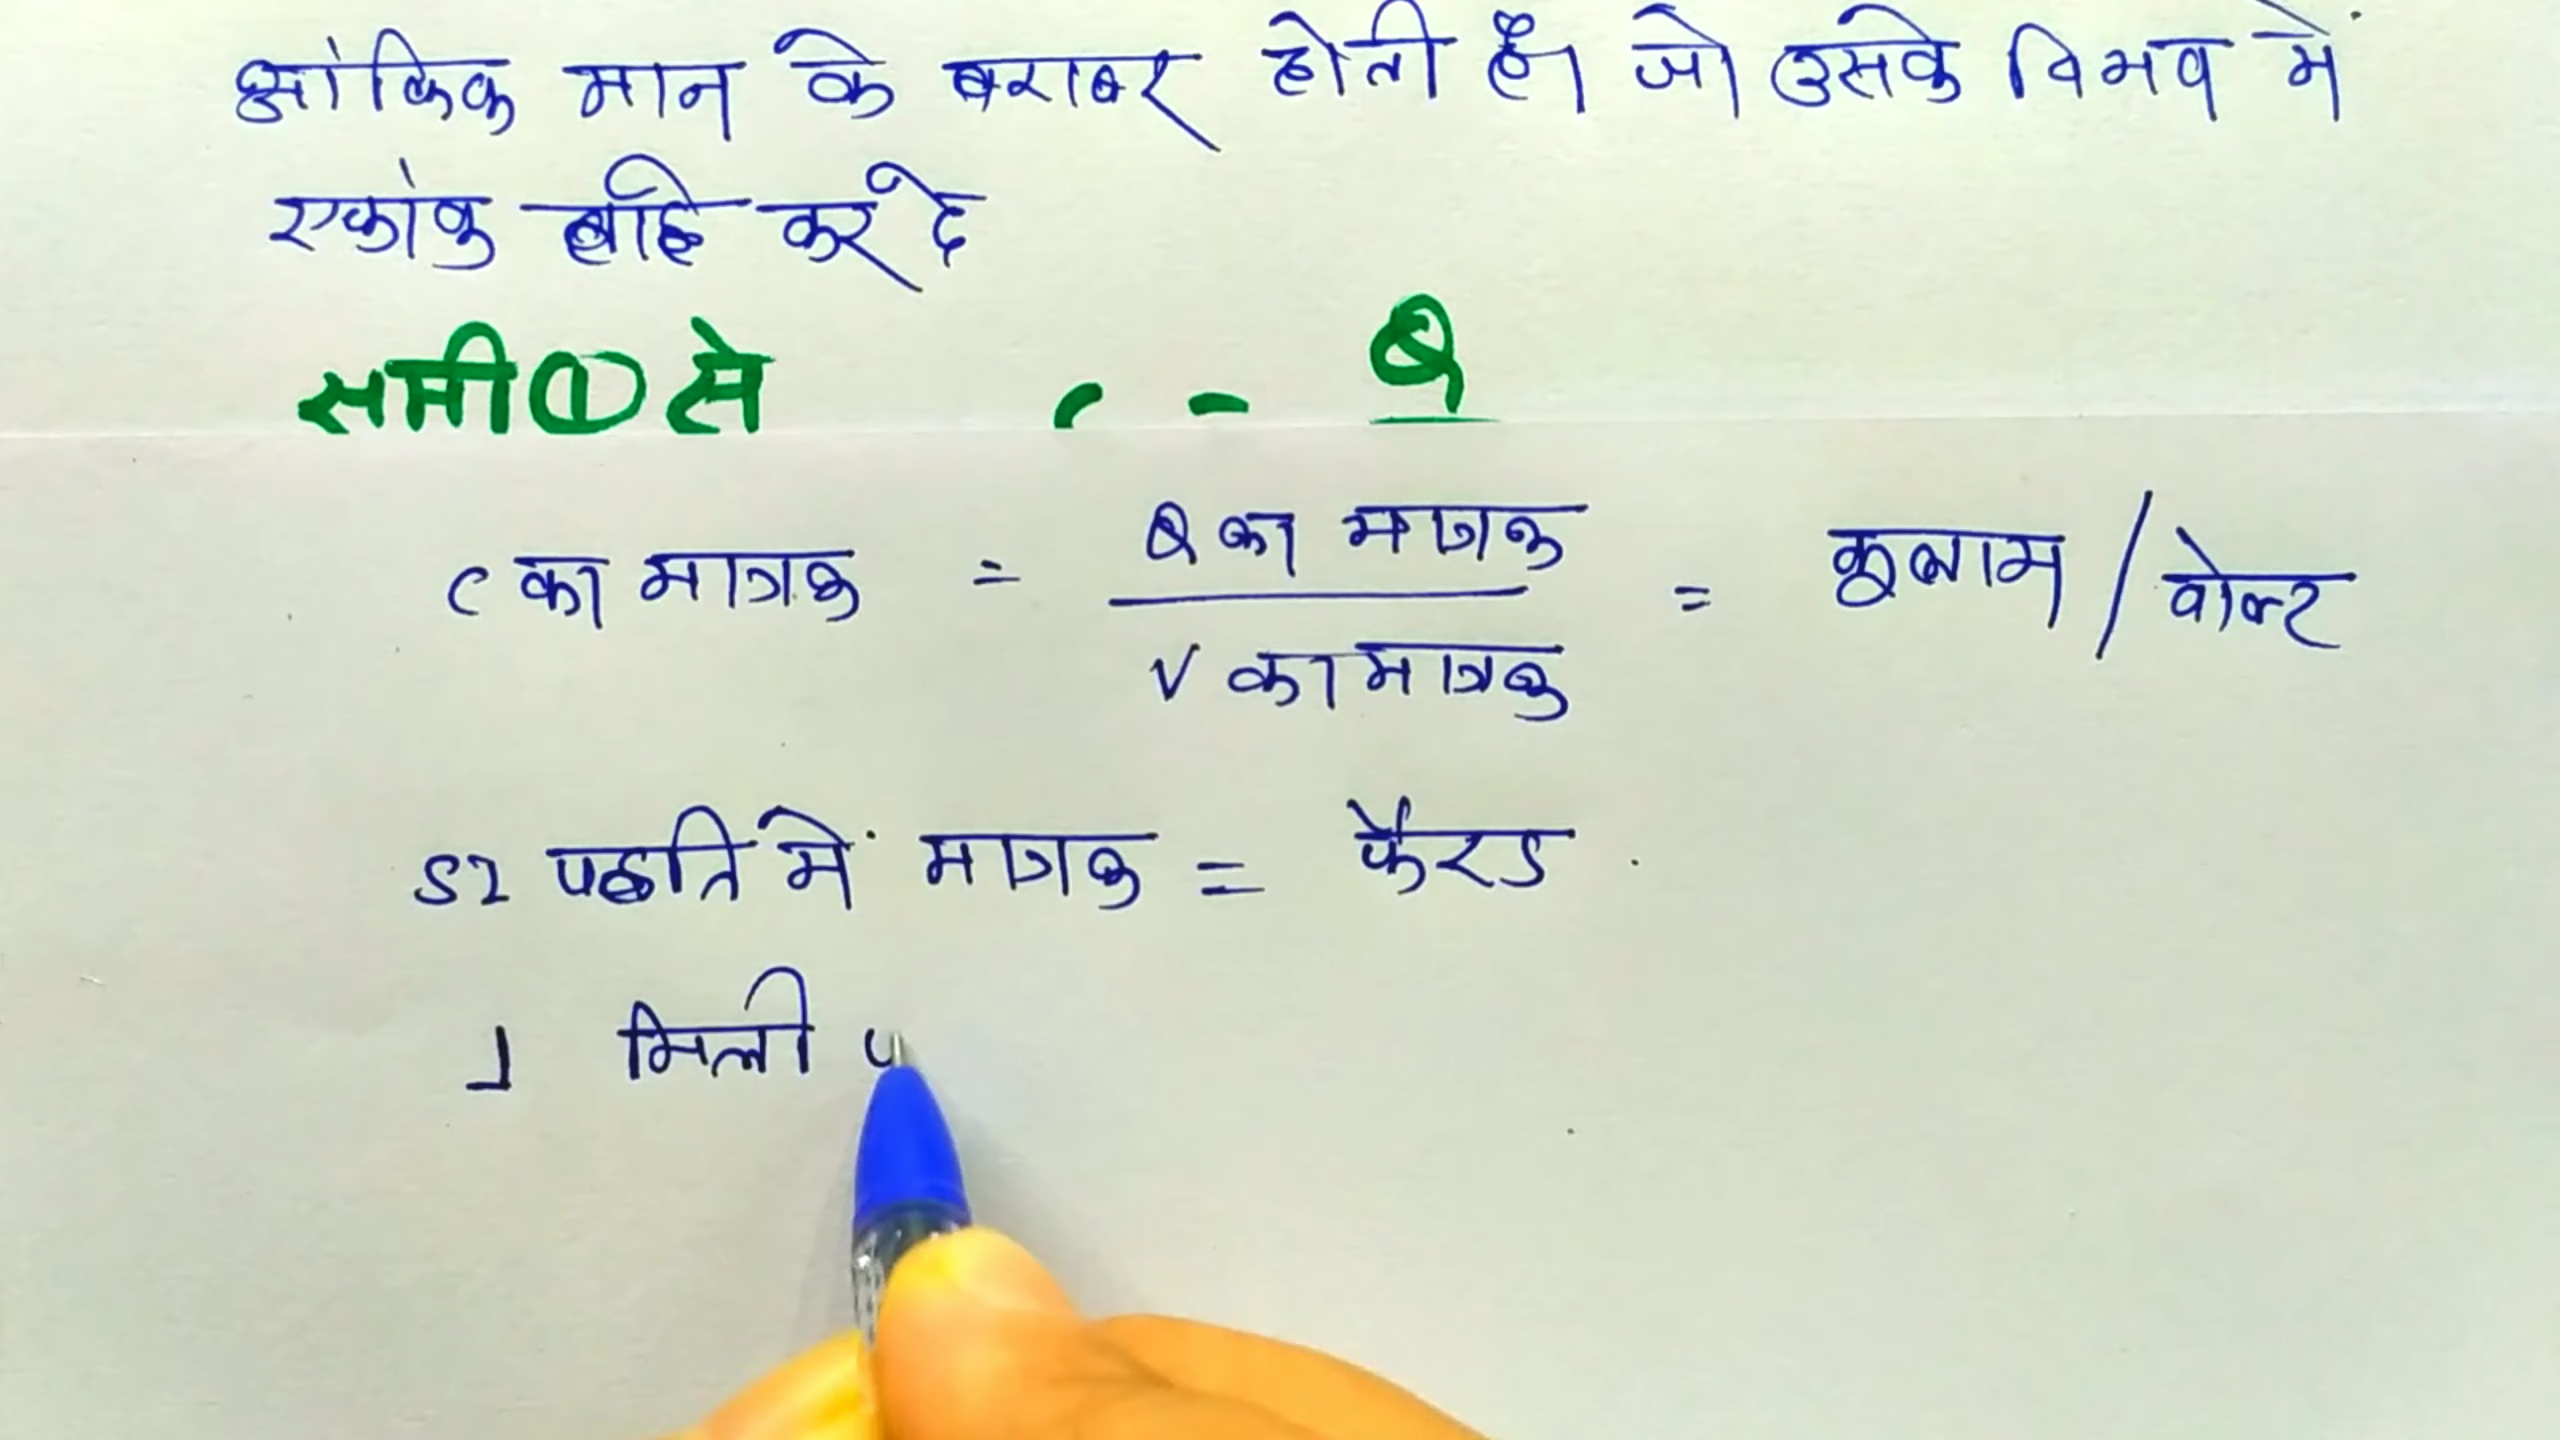 आंकिक मान के बराबर होती है। जो उसके विभव में
एकांक वृद्धि कर दे
समी ① से C = Q
C का मात्रक = Q का मात्रक / V का मात्रक = कूलाम / वोल्ट
SI पद्धति में मात्रक = फैरड
1 मिली